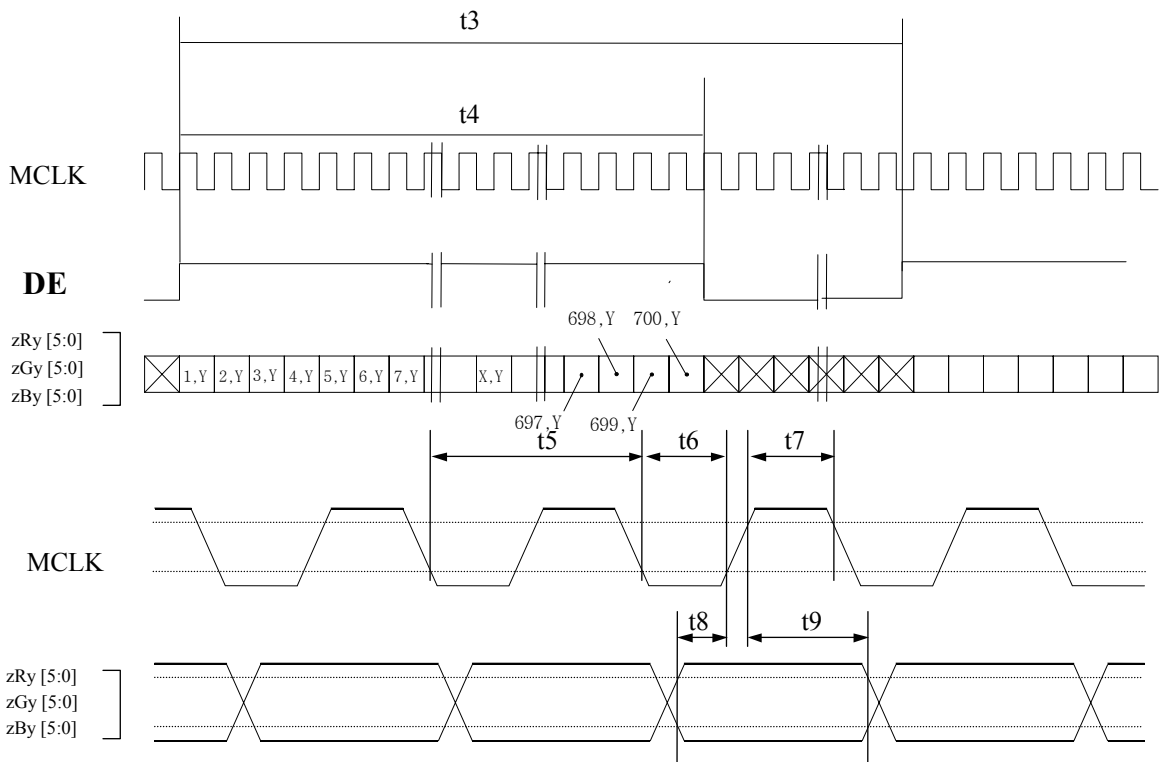 t3
t4
MCLK
DE
698,Y 700,Y
zRy [5:0]
zGy [5:0]
zBy [5:0]
1,Y 2,Y 3,Y 4,Y 5,Y 6,Y 7,Y X,Y
697,Y 699,Y
t5 t6 t7
MCLK
t8 t9
zRy [5:0]
zGy [5:0]
zBy [5:0]